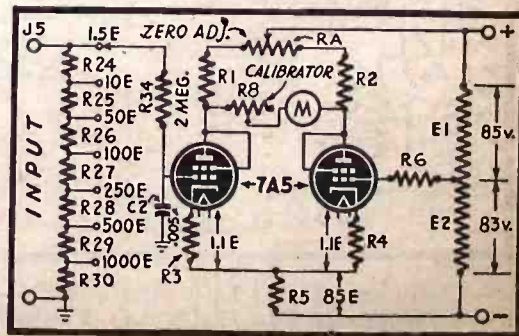 J5
1.5E
ZERO ADJ.
RA
+
R24
10E
R25
50E
R26
100E
R27
250E
R28
500E
R29
1000E
R30
INPUT
R34
2 MEG.
C2
.005
R1
R8
CALIBRATOR
M
R2
7A5
R6
E1
85v.
E2
83v.
1.1E
1.1E
R3
R4
R5
85E
−